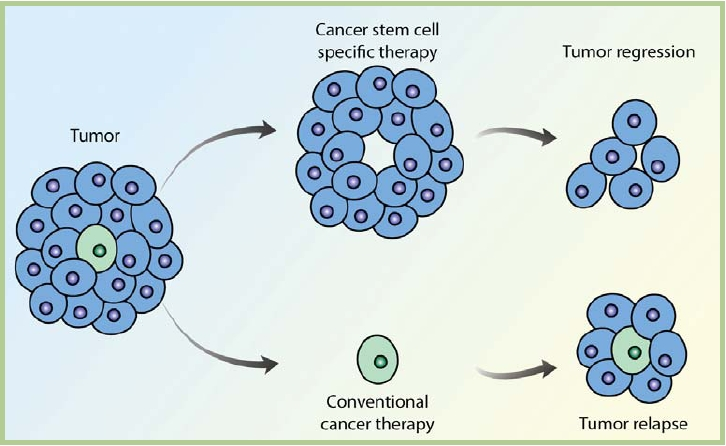 Cancer stem cell
specific therapy
Tumor regression
Tumor
Conventional
cancer therapy
Tumor relapse